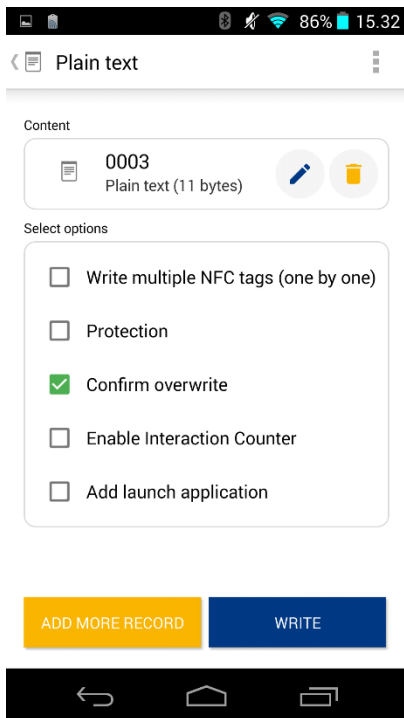 86% 15.32
Plain text
Content
0003
Plain text (11 bytes)
Select options
Write multiple NFC tags (one by one)
Protection
Confirm overwrite
Enable Interaction Counter
Add launch application
ADD MORE RECORD
WRITE